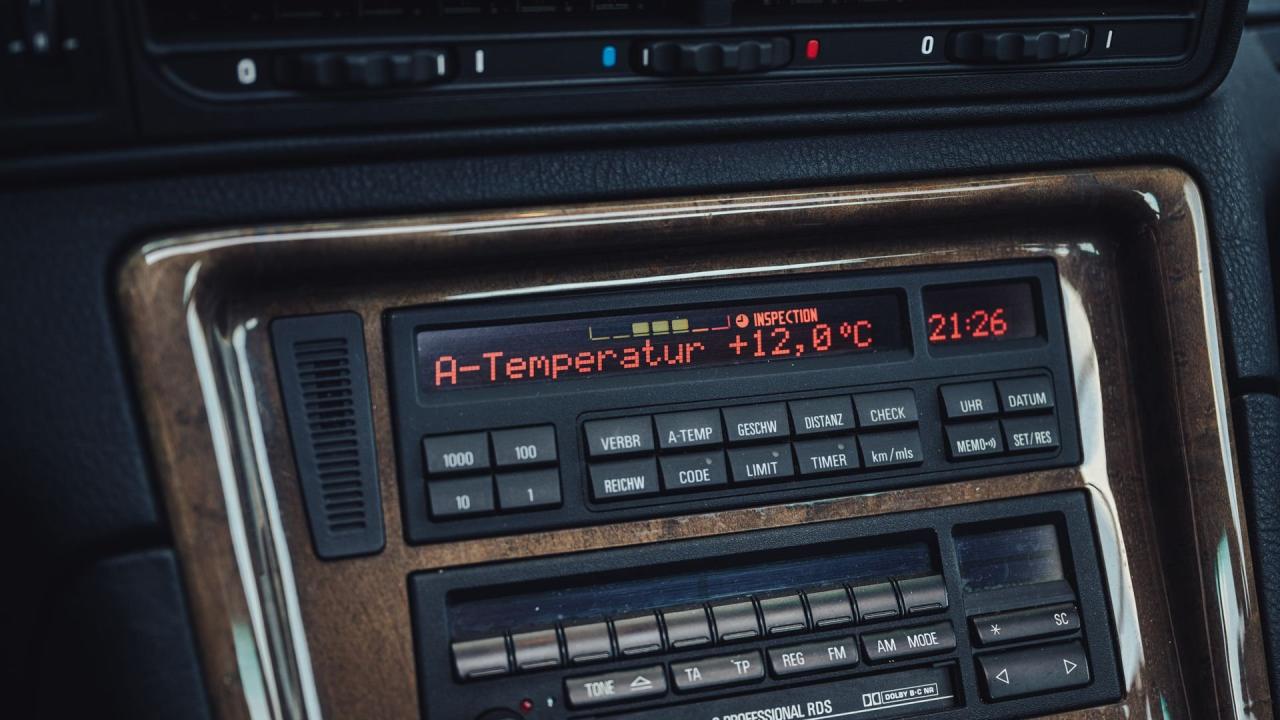 0 I I 0 I
INSPECTION
A-Temperatur +12,0°C
21:26
1000 100
10 1
VERBR A-TEMP GESCHW DISTANZ CHECK
REICHW CODE LIMIT TIMER km/mls
UHR DATUM
MEMO SET/RES
TONE TA TP REG FM AM MODE
* SC
PROFESSIONAL RDS
DOLBY B-C NR